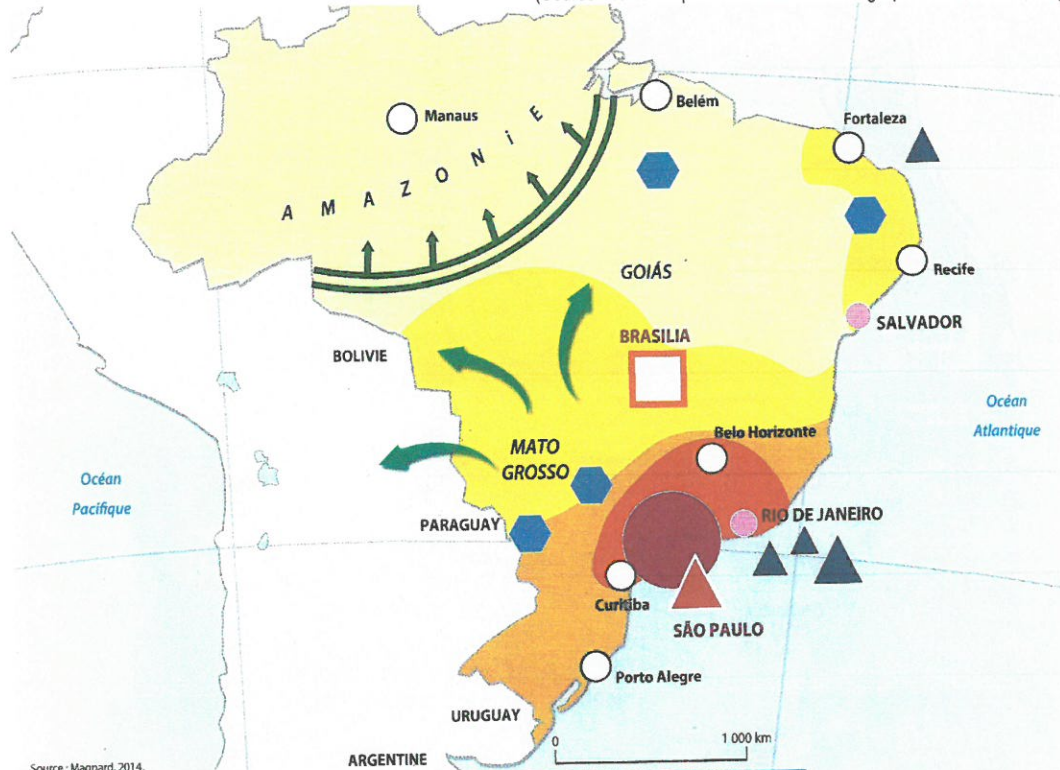 Manaus
Belém
Fortaleza
AMAZONiE
GOIÁS
Recife
SALVADOR
BRASILIA
BOLIVIE
Océan
Atlantique
Belo Horizonte
MATO
GROSSO
Océan
Pacifique
PARAGUAY
RIO DE JANEIRO
Curitiba
SÃO PAULO
Porto Alegre
URUGUAY
0
1 000 km
ARGENTINE
Source : Magnard, 2014.